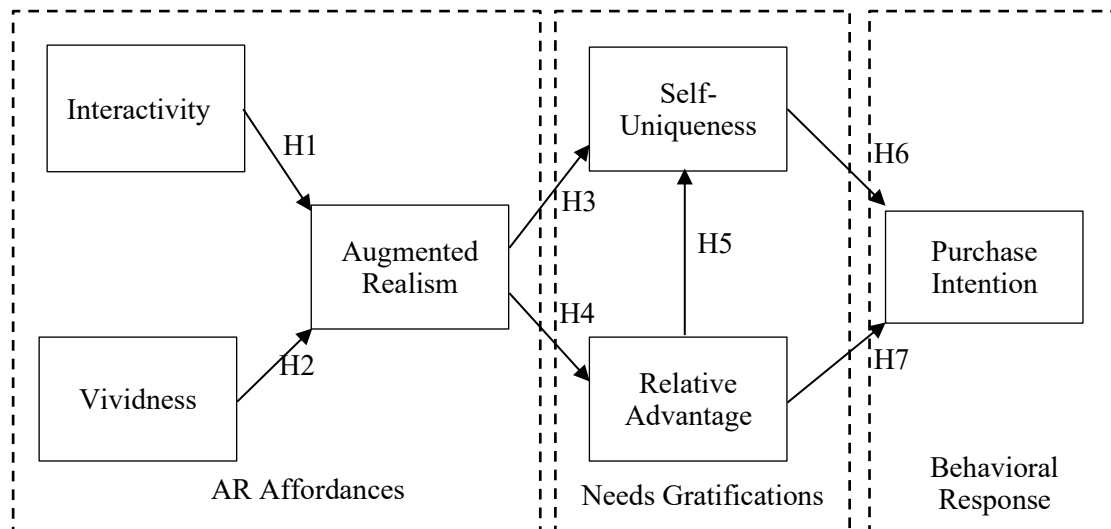 Interactivity
Self-
Uniqueness
H1
H6
H3
Augmented
Realism
H5
Purchase
Intention
H4
H2
H7
Vividness
Relative
Advantage
AR Affordances
Needs Gratifications
Behavioral
Response